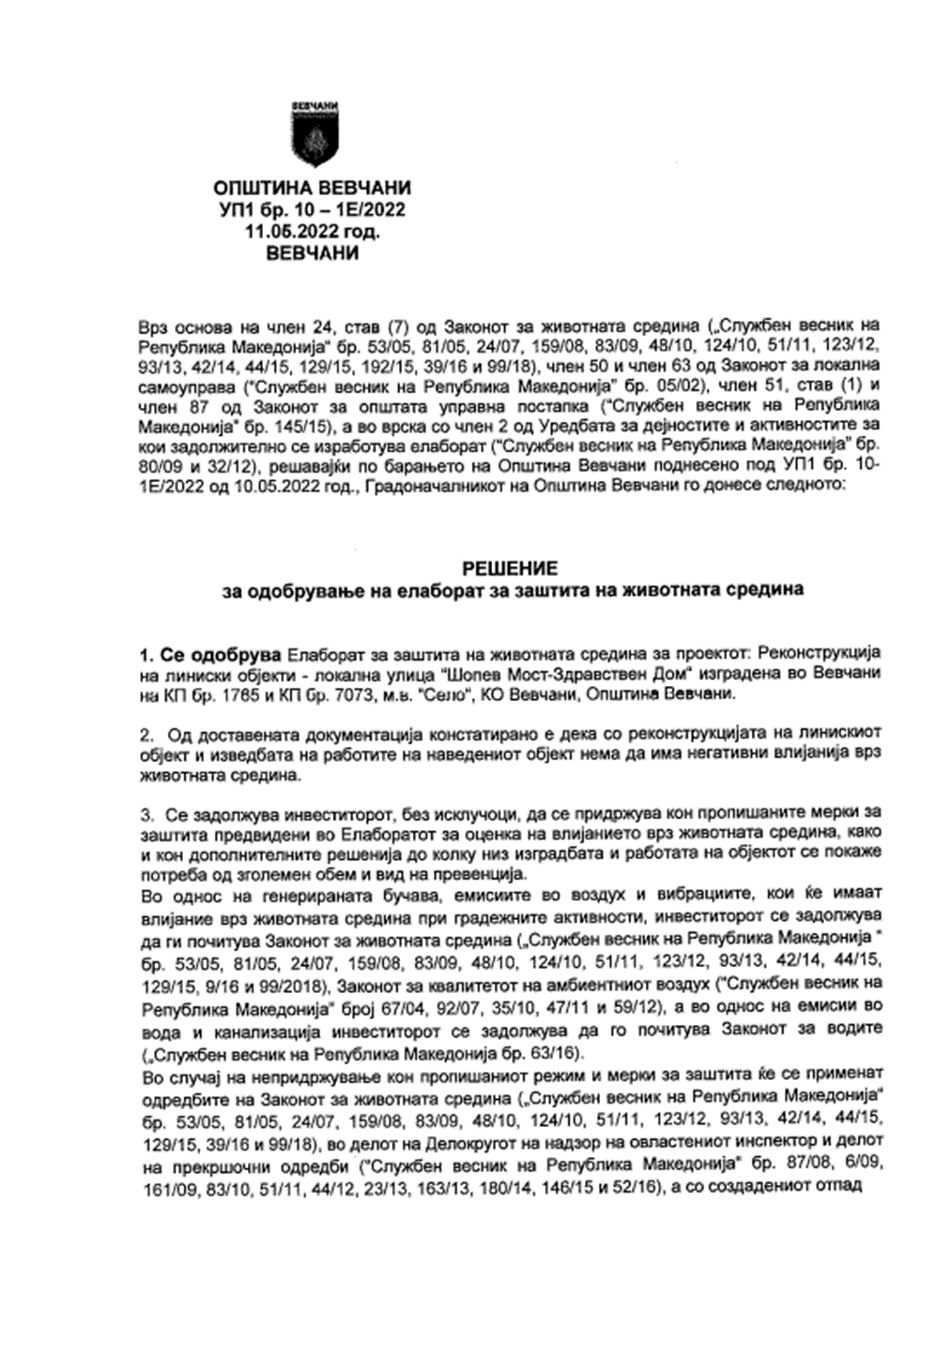 ВЕВЧАНИ
ОПШТИНА ВЕВЧАНИ
УП1 бр. 10 – 1Е/2022
11.05.2022 год.
ВЕВЧАНИ
Врз основа на член 24, став (7) од Законот за животната средина („Службен весник на
Република Македонија“ бр. 53/05, 81/05, 24/07, 159/08, 83/09, 48/10, 124/10, 51/11, 123/12,
93/13, 42/14, 44/15, 129/15, 192/15, 39/16 и 99/18), член 50 и член 63 од Законот за локална
самоуправа ("Службен весник на Република Македонија" бр. 05/02), член 51, став (1) и
член 87 од Законот за општата управна постапка ("Службен весник на Република
Македонија" бр. 145/15), а во врска со член 2 од Уредбата за дејностите и активностите за
кои задолжително се изработува елаборат ("Службен весник на Република Македонија" бр.
80/09 и 32/12), решавајќи по барањето на Општина Вевчани поднесено под УП1 бр. 10-
1Е/2022 од 10.05.2022 год., Градоначалникот на Општина Вевчани го донесе следното:
РЕШЕНИЕ
за одобрување на елаборат за заштита на животната средина
1. Се одобрува Елаборат за заштита на животната средина за проектот: Реконструкција
на линиски објекти - локална улица "Шопев Мост-Здравствен Дом" изградена во Вевчани
на КП бр. 1765 и КП бр. 7073, м.в. "Село", КО Вевчани, Општина Вевчани.
2. Од доставената документација констатирано е дека со реконструкцијата на линискиот
објект и изведбата на работите на наведениот објект нема да има негативни влијанија врз
животната средина.
3. Се задолжува инвеститорот, без исклучоци, да се придржува кон пропишаните мерки за
заштита предвидени во Елаборатот за оценка на влијанието врз животната средина, како
и кон дополнителните решенија до колку низ изградбата и работата на објектот се покаже
потреба од зголемен обем и вид на превенција.
Во однос на генерираната бучава, емисиите во воздух и вибрациите, кои ќе имаат
влијание врз животната средина при градежните активности, инвеститорот се задолжува
да ги почитува Законот за животната средина („Службен весник на Република Македонија "
бр. 53/05, 81/05, 24/07, 159/08, 83/09, 48/10, 124/10, 51/11, 123/12, 93/13, 42/14, 44/15,
129/15, 9/16 и 99/2018), Законот за квалитетот на амбиентниот воздух ("Службен весник на
Република Македонија" број 67/04, 92/07, 35/10, 47/11 и 59/12), а во однос на емисии во
вода и канализација инвеститорот се задолжува да го почитува Законот за водите
(„Службен весник на Република Македонија бр. 63/16).
Во случај на непридржување кон пропишаниот режим и мерки за заштита ќе се применат
одредбите на Законот за животната средина („Службен весник на Република Македонија"
бр. 53/05, 81/05, 24/07, 159/08, 83/09, 48/10, 124/10, 51/11, 123/12, 93/13, 42/14, 44/15,
129/15, 39/16 и 99/18), во делот на Делокругот на надзор на овластениот инспектор и делот
на прекршочни одредби ("Службен весник на Република Македонија" бр. 87/08, 6/09,
161/09, 83/10, 51/11, 44/12, 23/13, 163/13, 180/14, 146/15 и 52/16), а со создадениот отпад